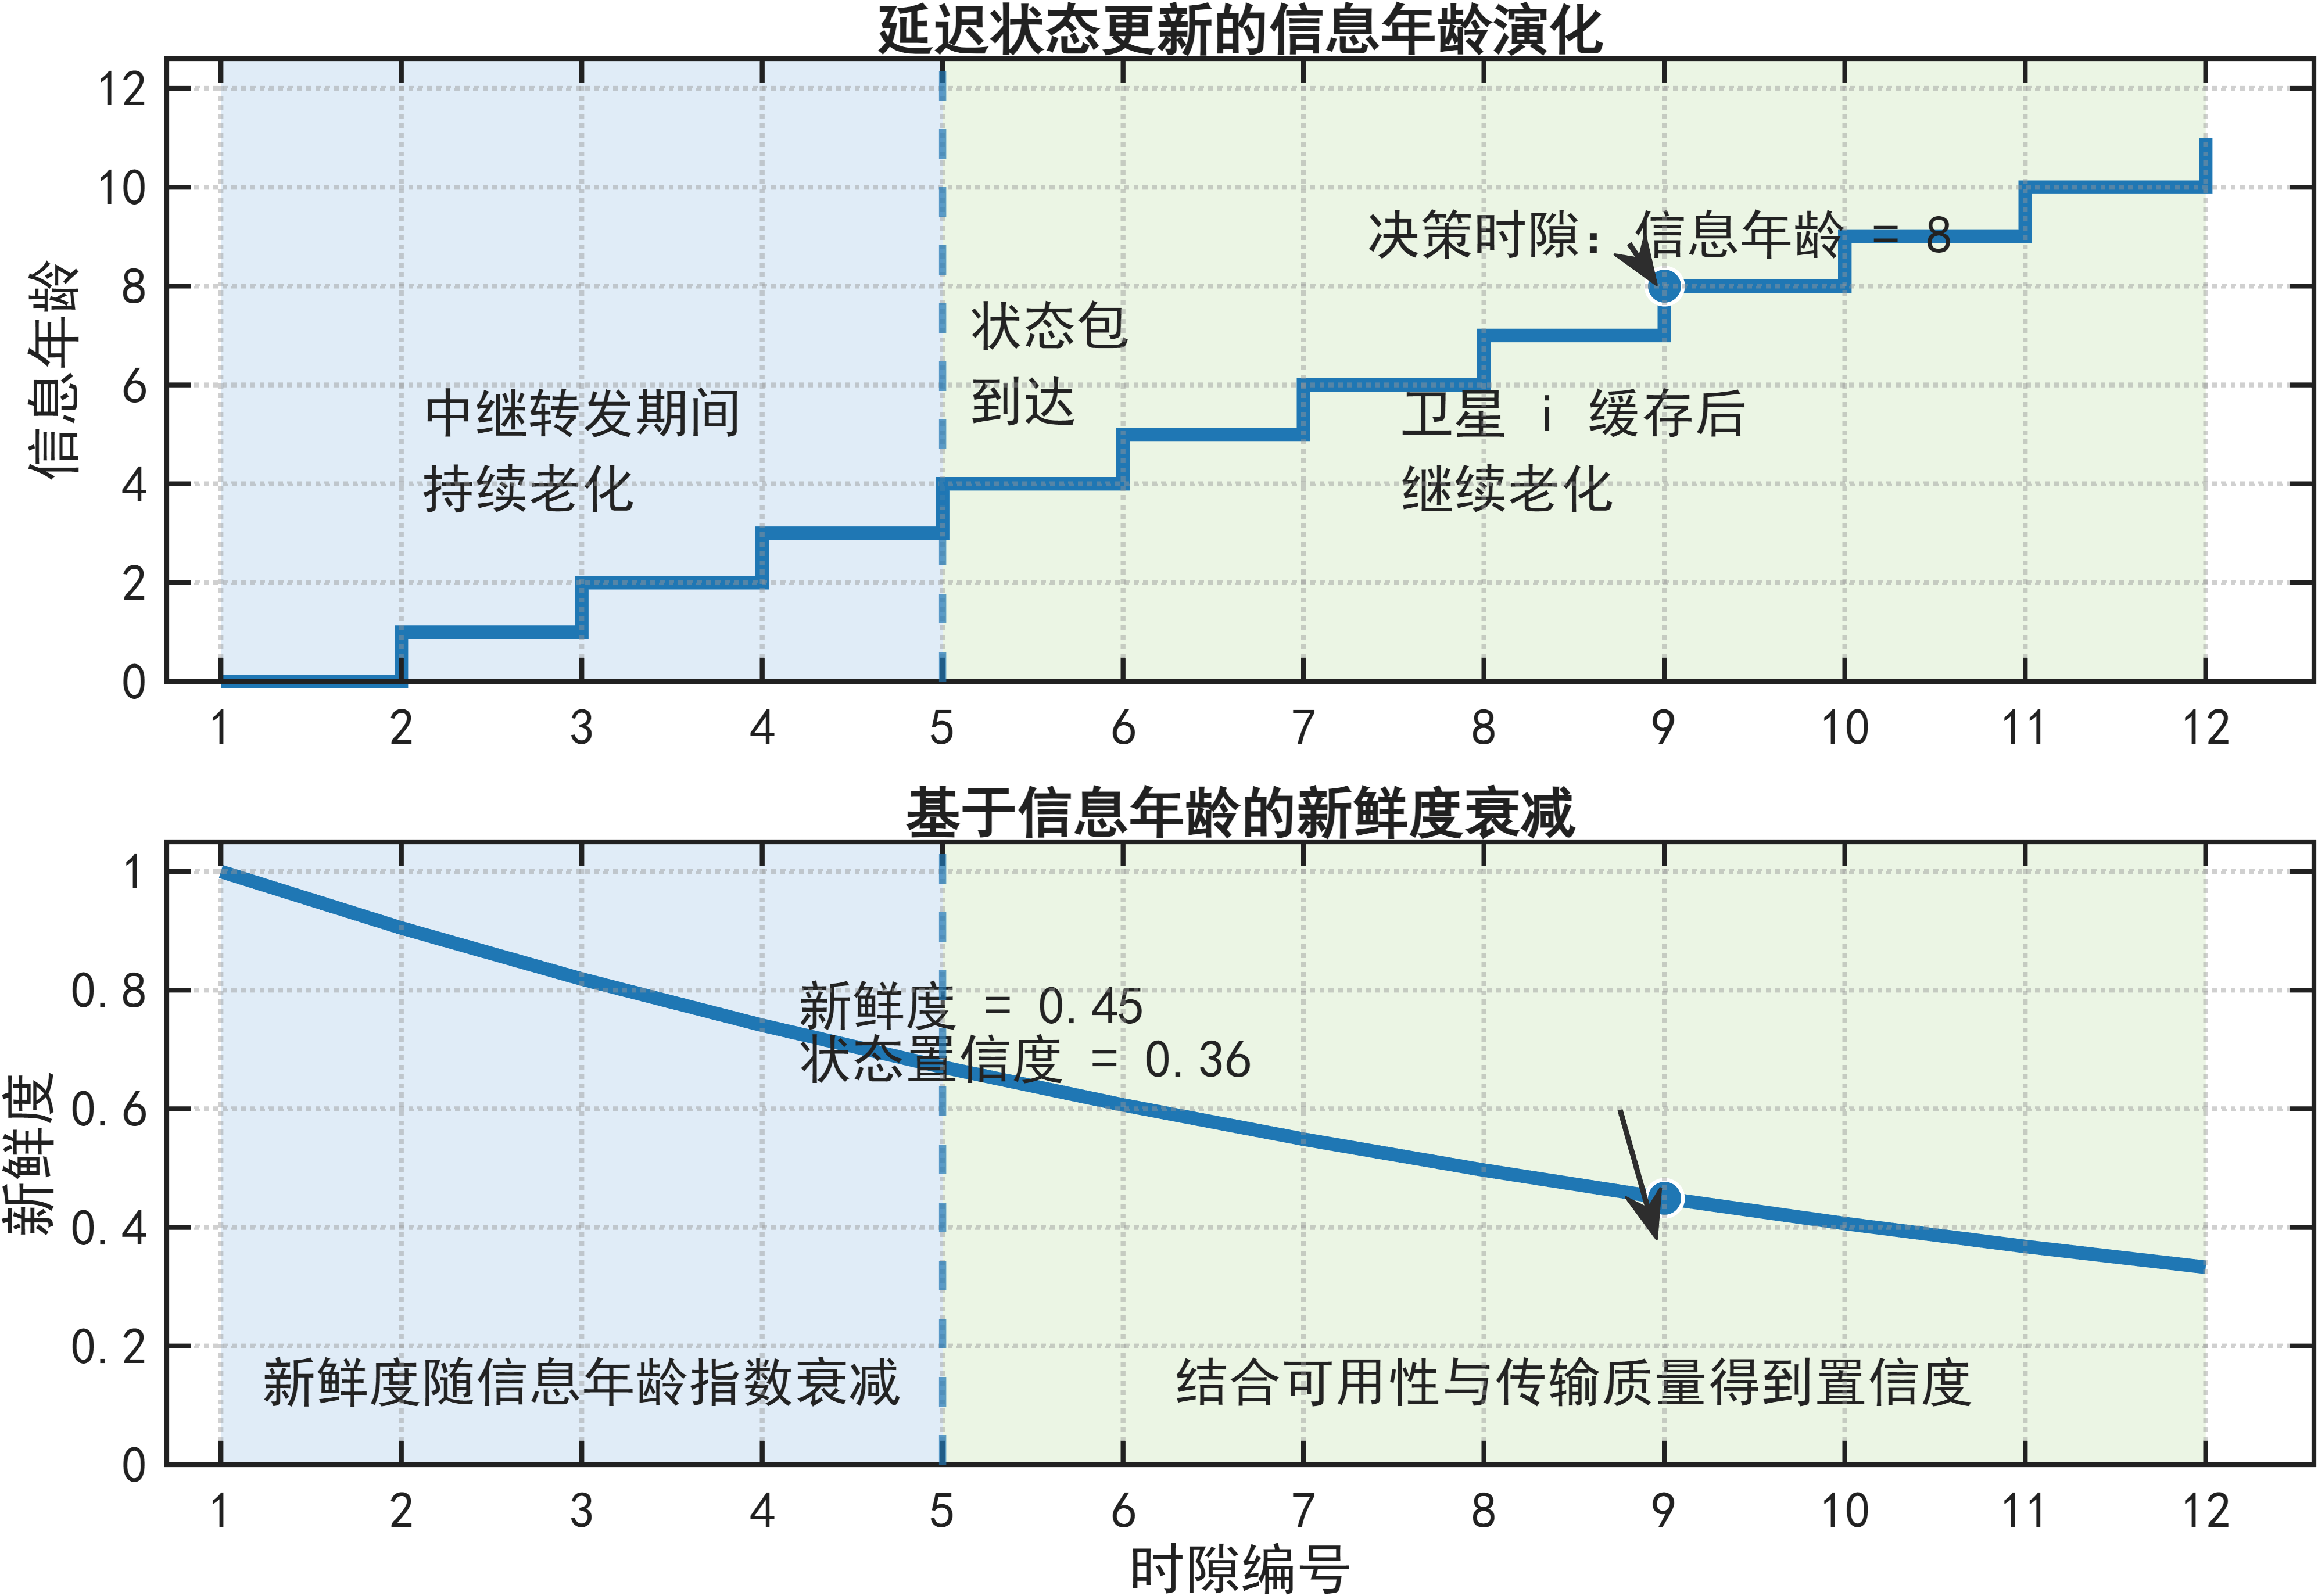 延迟状态更新的信息年龄演化
12
10
8
6
4
2
0
信息年龄
决策时隙：信息年龄 = 8
状态包
到达
中继转发期间
持续老化
卫星 i 缓存后
继续老化
1 2 3 4 5 6 7 8 9 10 11 12
基于信息年龄的新鲜度衰减
1
0.8
0.6
0.4
0.2
0
新鲜度
新鲜度 = 0.45
状态置信度 = 0.36
新鲜度随信息年龄指数衰减
结合可用性与传输质量得到置信度
1 2 3 4 5 6 7 8 9 10 11 12
时隙编号